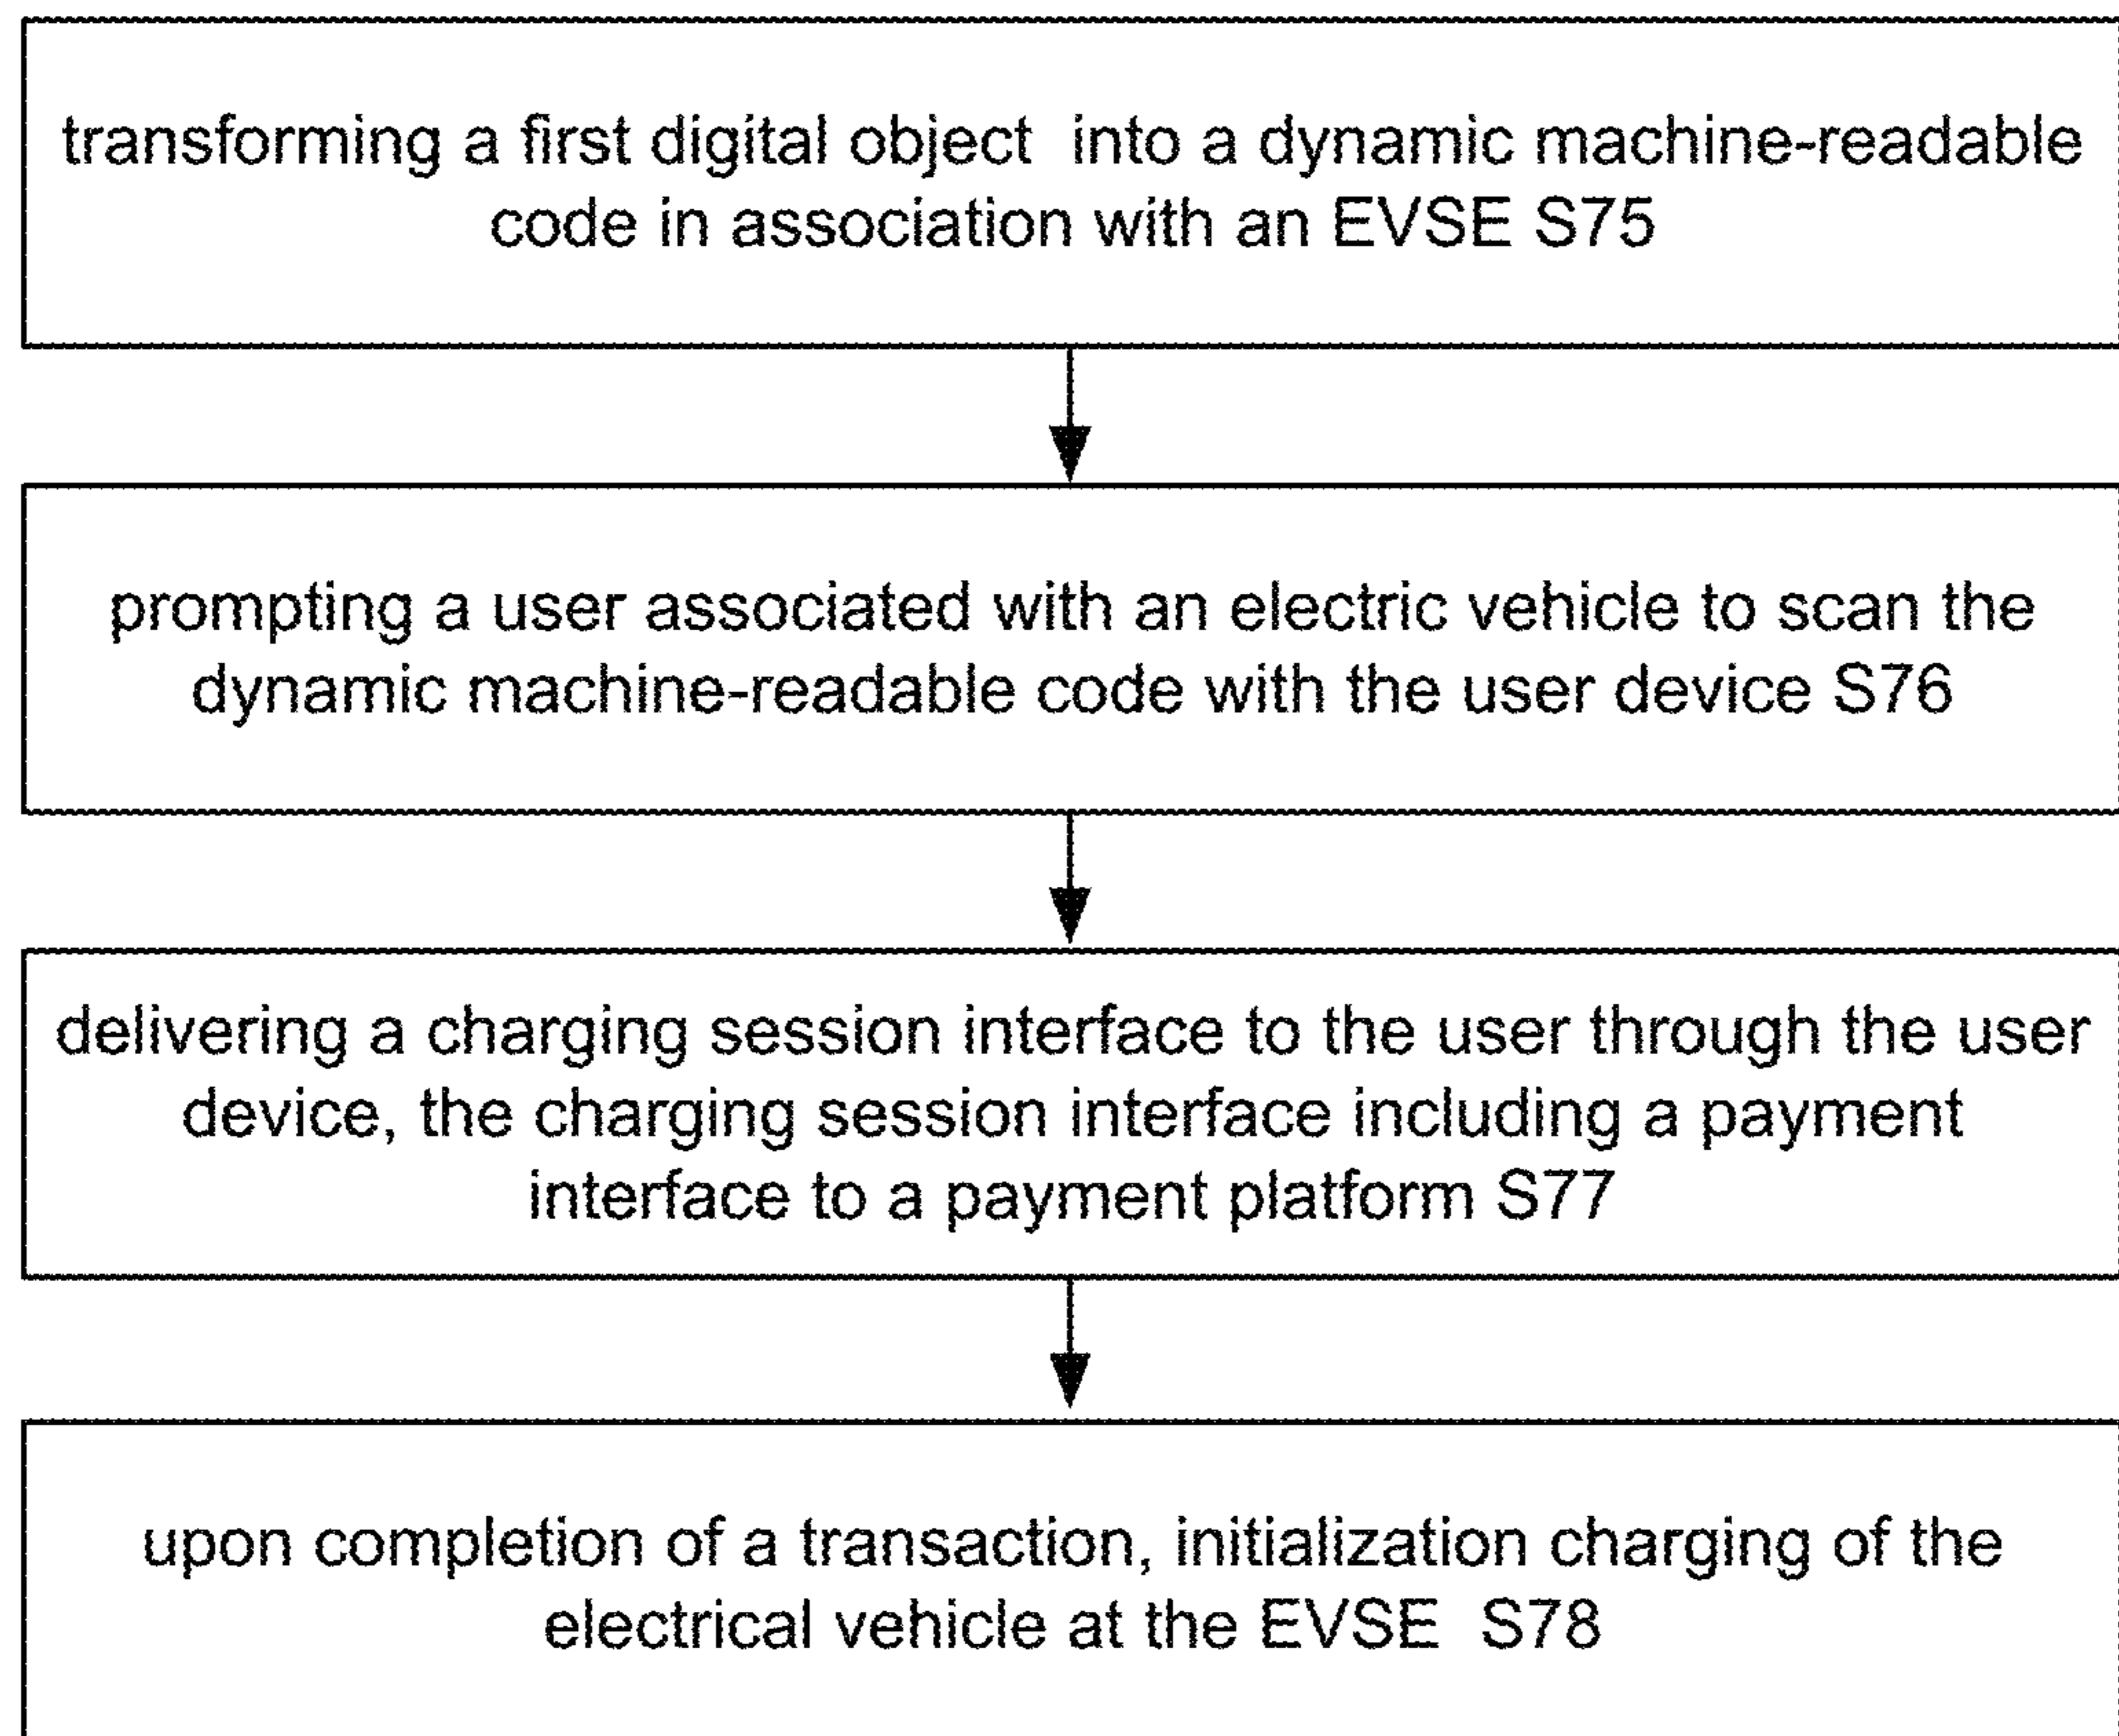 transforming a first digital object into a dynamic machine-readable
code in association with an EVSE S75
prompting a user associated with an electric vehicle to scan the
dynamic machine-readable code with the user device S76
delivering a charging session interface to the user through the user
device, the charging session interface including a payment
interface to a payment platform S77
upon completion of a transaction, initialization charging of the
electrical vehicle at the EVSE S78